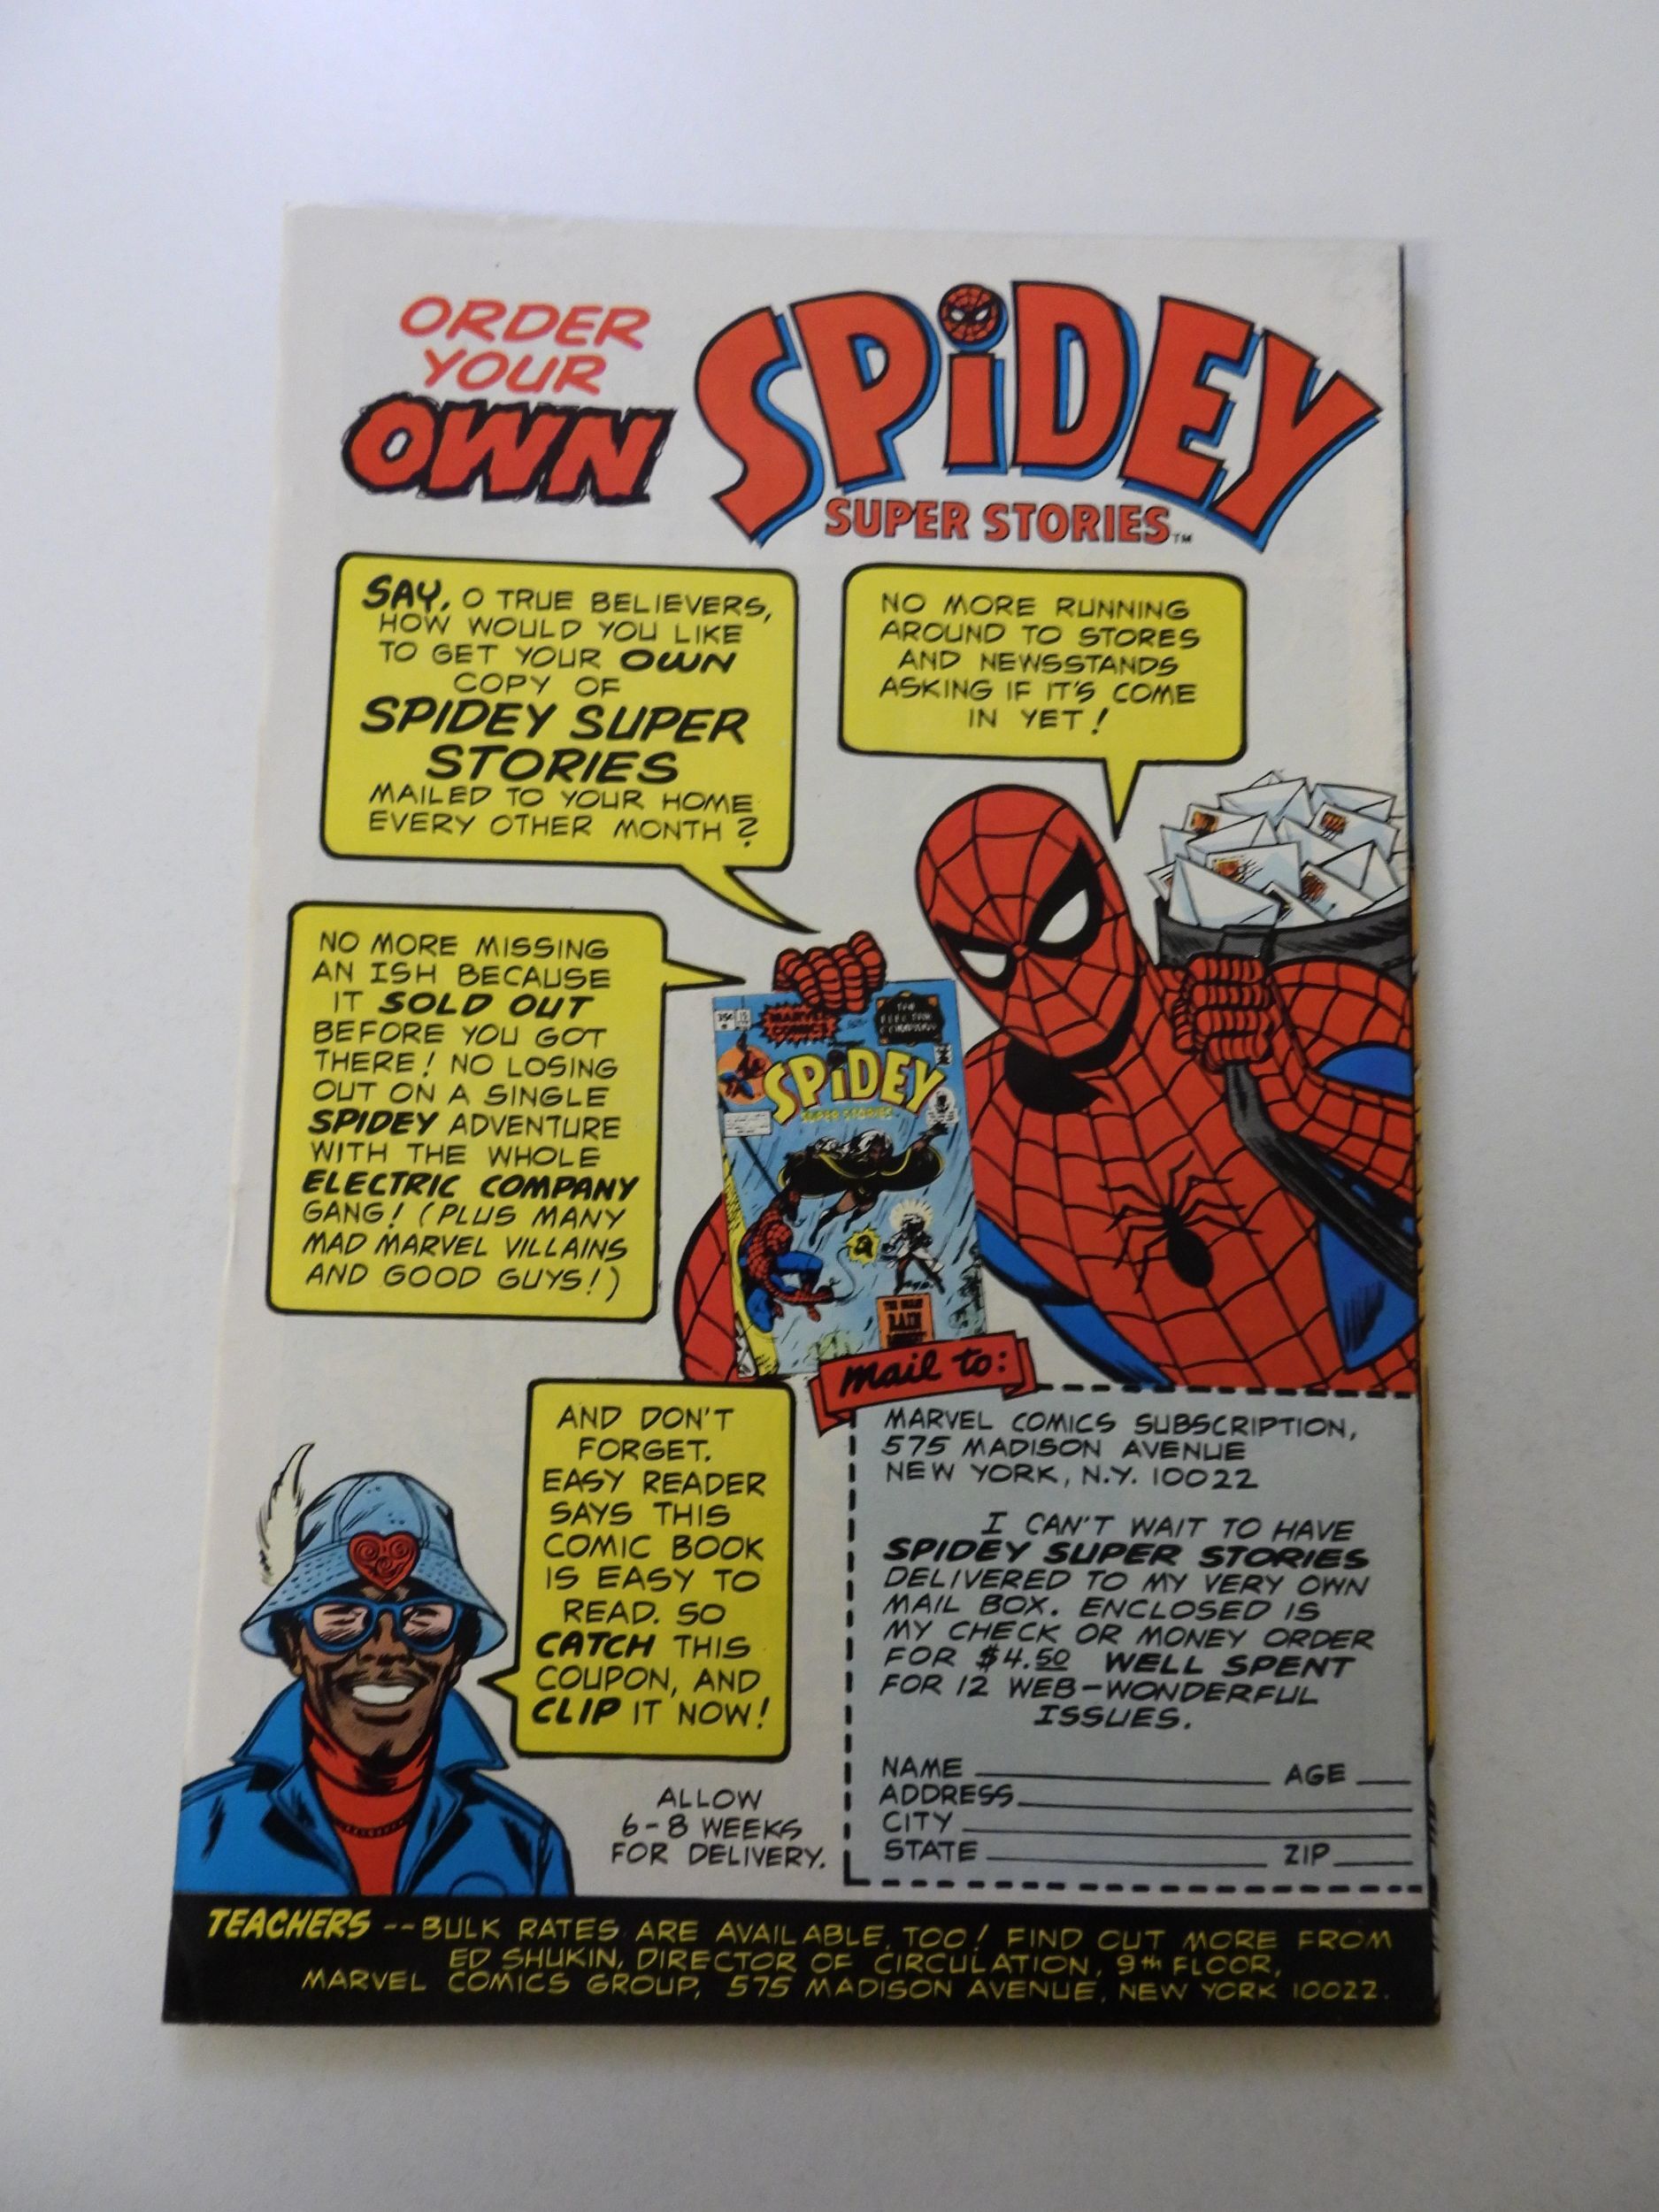 ORDER
YOUR
OWN
SPiDEY
SUPER STORIES™
SAY, O TRUE BELIEVERS,
HOW WOULD YOU LIKE
TO GET YOUR OWN
COPY OF
SPIDEY SUPER
STORIES
MAILED TO YOUR HOME
EVERY OTHER MONTH?
NO MORE RUNNING
AROUND TO STORES
AND NEWSSTANDS
ASKING IF IT'S COME
IN YET!
NO MORE MISSING
AN ISH BECAUSE
IT SOLD OUT
BEFORE YOU GOT
THERE! NO LOSING
OUT ON A SINGLE
SPIDEY ADVENTURE
WITH THE WHOLE
ELECTRIC COMPANY
GANG! (PLUS MANY
MAD MARVEL VILLAINS
AND GOOD GUYS!)
35¢
15
MARVEL
COMICS
THE
ELECTRIC
COMPANY
SPiDEY
SUPER STORIES
AND DON'T
FORGET.
EASY READER
SAYS THIS
COMIC BOOK
IS EASY TO
READ. SO
CATCH THIS
COUPON, AND
CLIP IT NOW!
ALLOW
6-8 WEEKS
FOR DELIVERY.
mail to:
MARVEL COMICS SUBSCRIPTION,
575 MADISON AVENUE
NEW YORK, N.Y. 10022
I CAN'T WAIT TO HAVE
SPIDEY SUPER STORIES
DELIVERED TO MY VERY OWN
MAIL BOX. ENCLOSED IS
MY CHECK OR MONEY ORDER
FOR $4.50 WELL SPENT
FOR 12 WEB-WONDERFUL
ISSUES.
NAME AGE
ADDRESS
CITY
STATE ZIP
TEACHERS --BULK RATES ARE AVAILABLE, TOO! FIND OUT MORE FROM
ED SHUKIN, DIRECTOR OF CIRCULATION, 9th FLOOR,
MARVEL COMICS GROUP, 575 MADISON AVENUE, NEW YORK 10022.